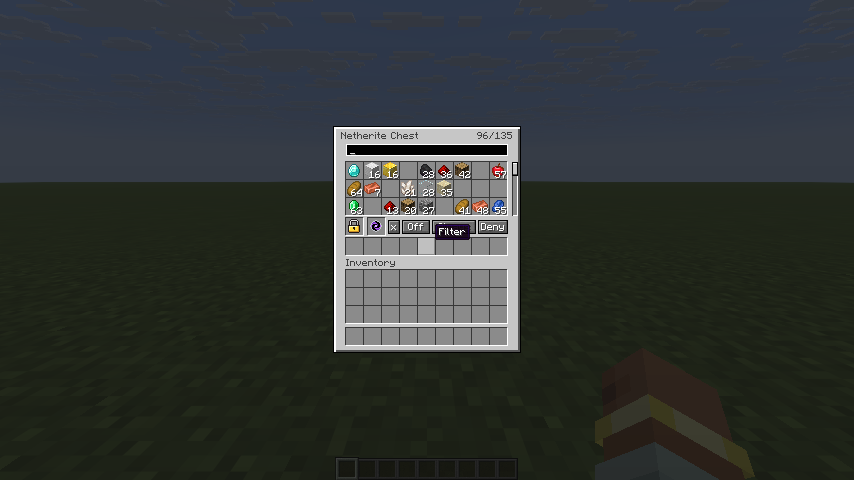 Netherite Chest 96/135
_
16 16 28 36 42 57
64 7 21 28 35
63 13 20 27 41 48 55
x Off Deny
Filter
Inventory